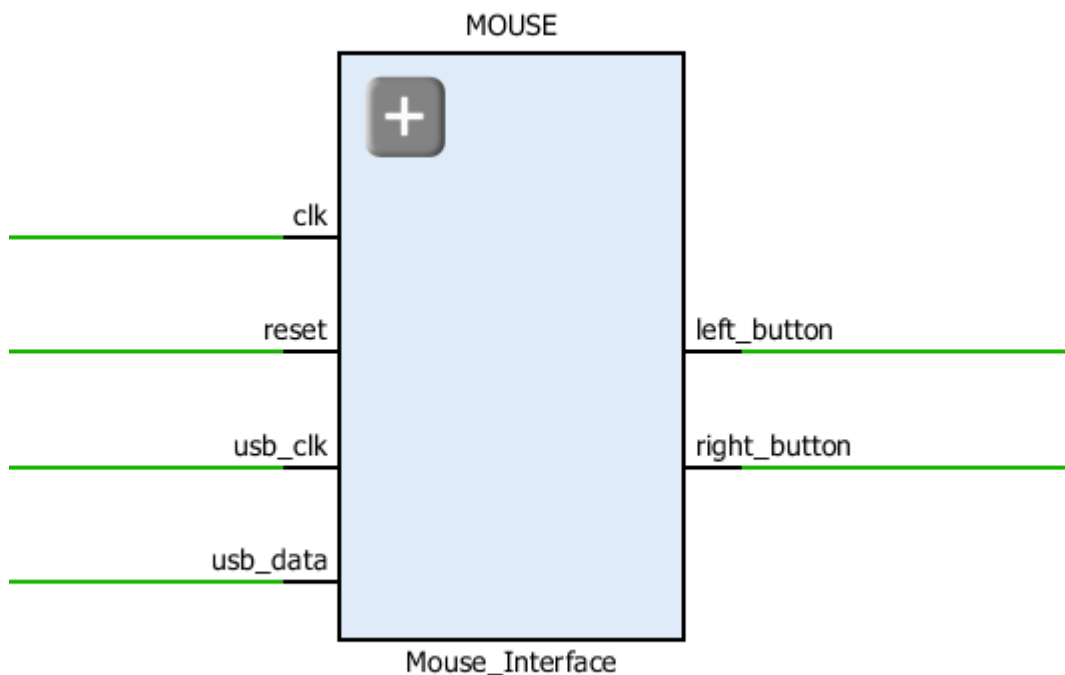 MOUSE
clk
reset
left_button
usb_clk
right_button
usb_data
Mouse_Interface